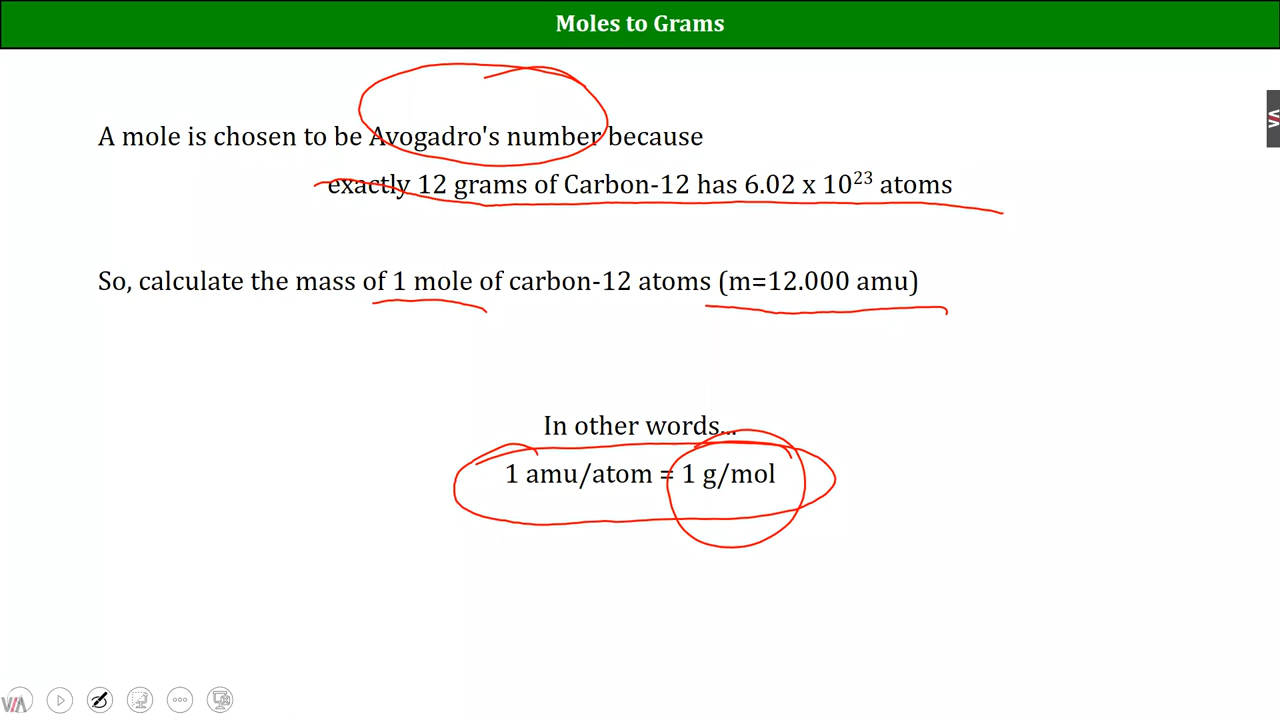 Moles to Grams
A mole is chosen to be Avogadro's number because
exactly 12 grams of Carbon-12 has 6.02 x 10²³ atoms
So, calculate the mass of 1 mole of carbon-12 atoms (m=12.000 amu)
In other words...
1 amu/atom = 1 g/mol